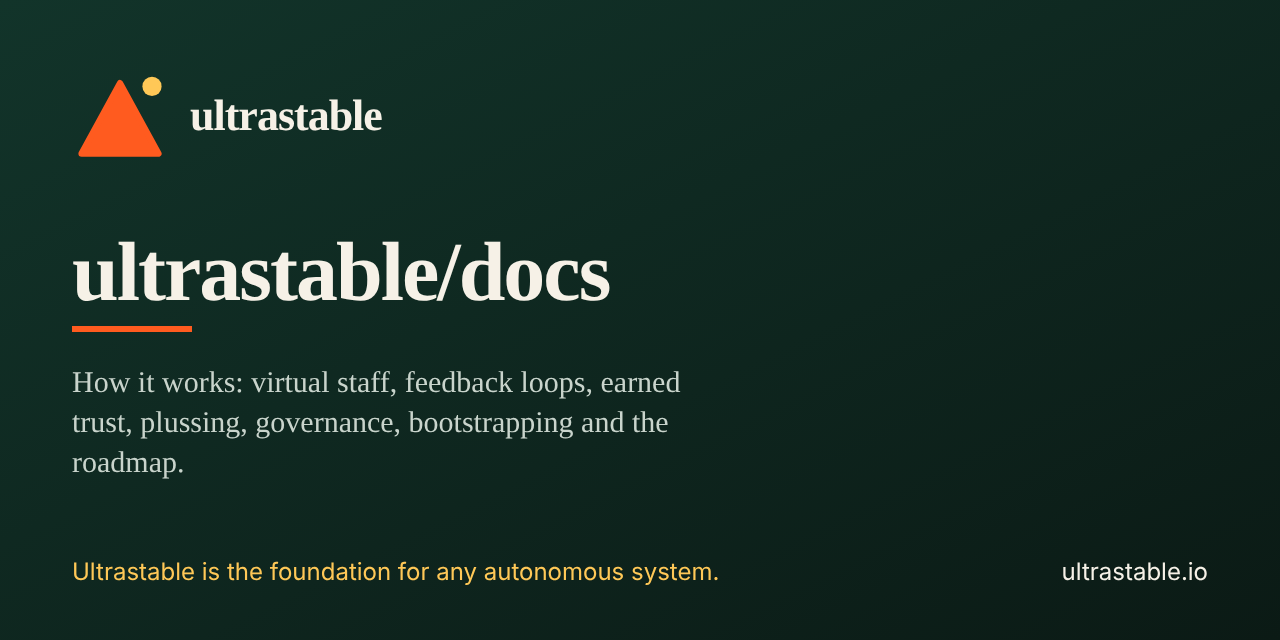 ultrastable
ultrastable/docs
How it works: virtual staff, feedback loops, earned
trust, plussing, governance, bootstrapping and the
roadmap.
Ultrastable is the foundation for any autonomous system.
ultrastable.io